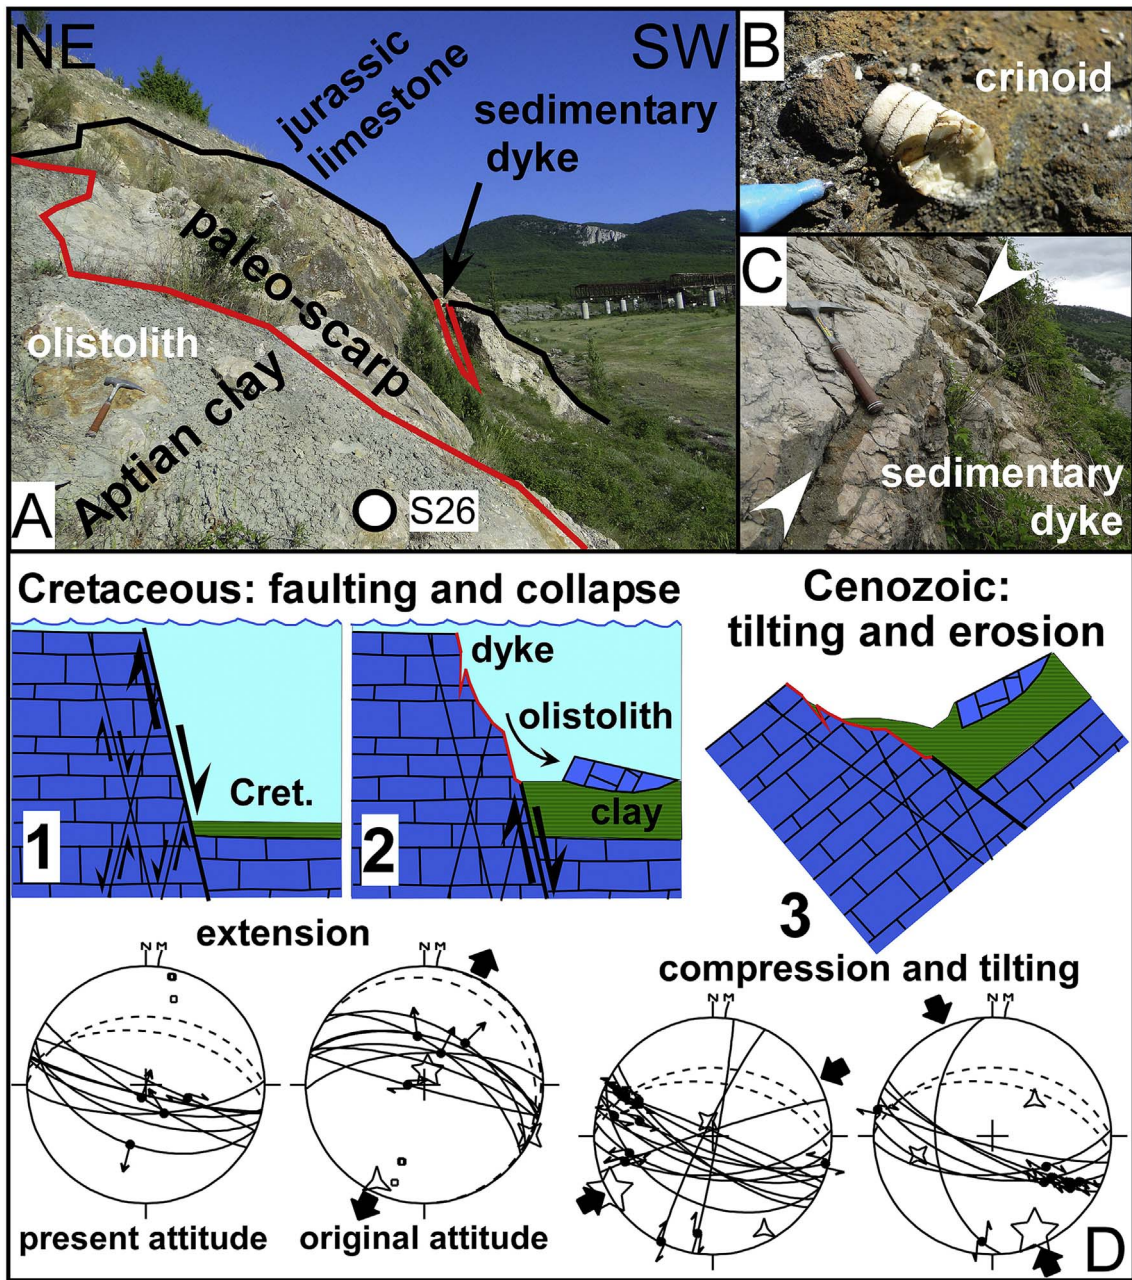 NE
SW
jurassic
limestone
sedimentary
dyke
paleo-scarp
olistolith
Aptian clay
S26
A
B
crinoid
C
sedimentary
dyke
Cretaceous: faulting and collapse
Cenozoic:
tilting and erosion
Cret.
1
dyke
olistolith
clay
2
3
extension
compression and tilting
N M
N M
N M
N M
present attitude
original attitude
D